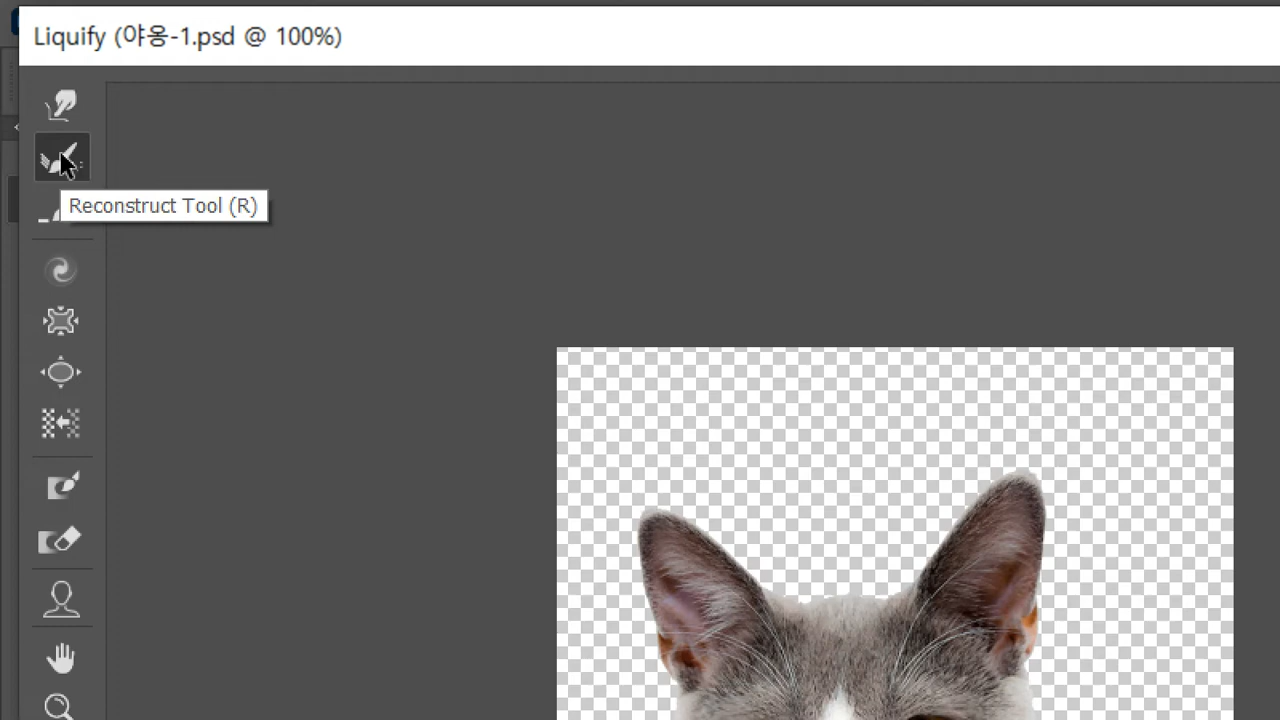 Liquify (야옹-1.psd @ 100%)
Reconstruct Tool (R)